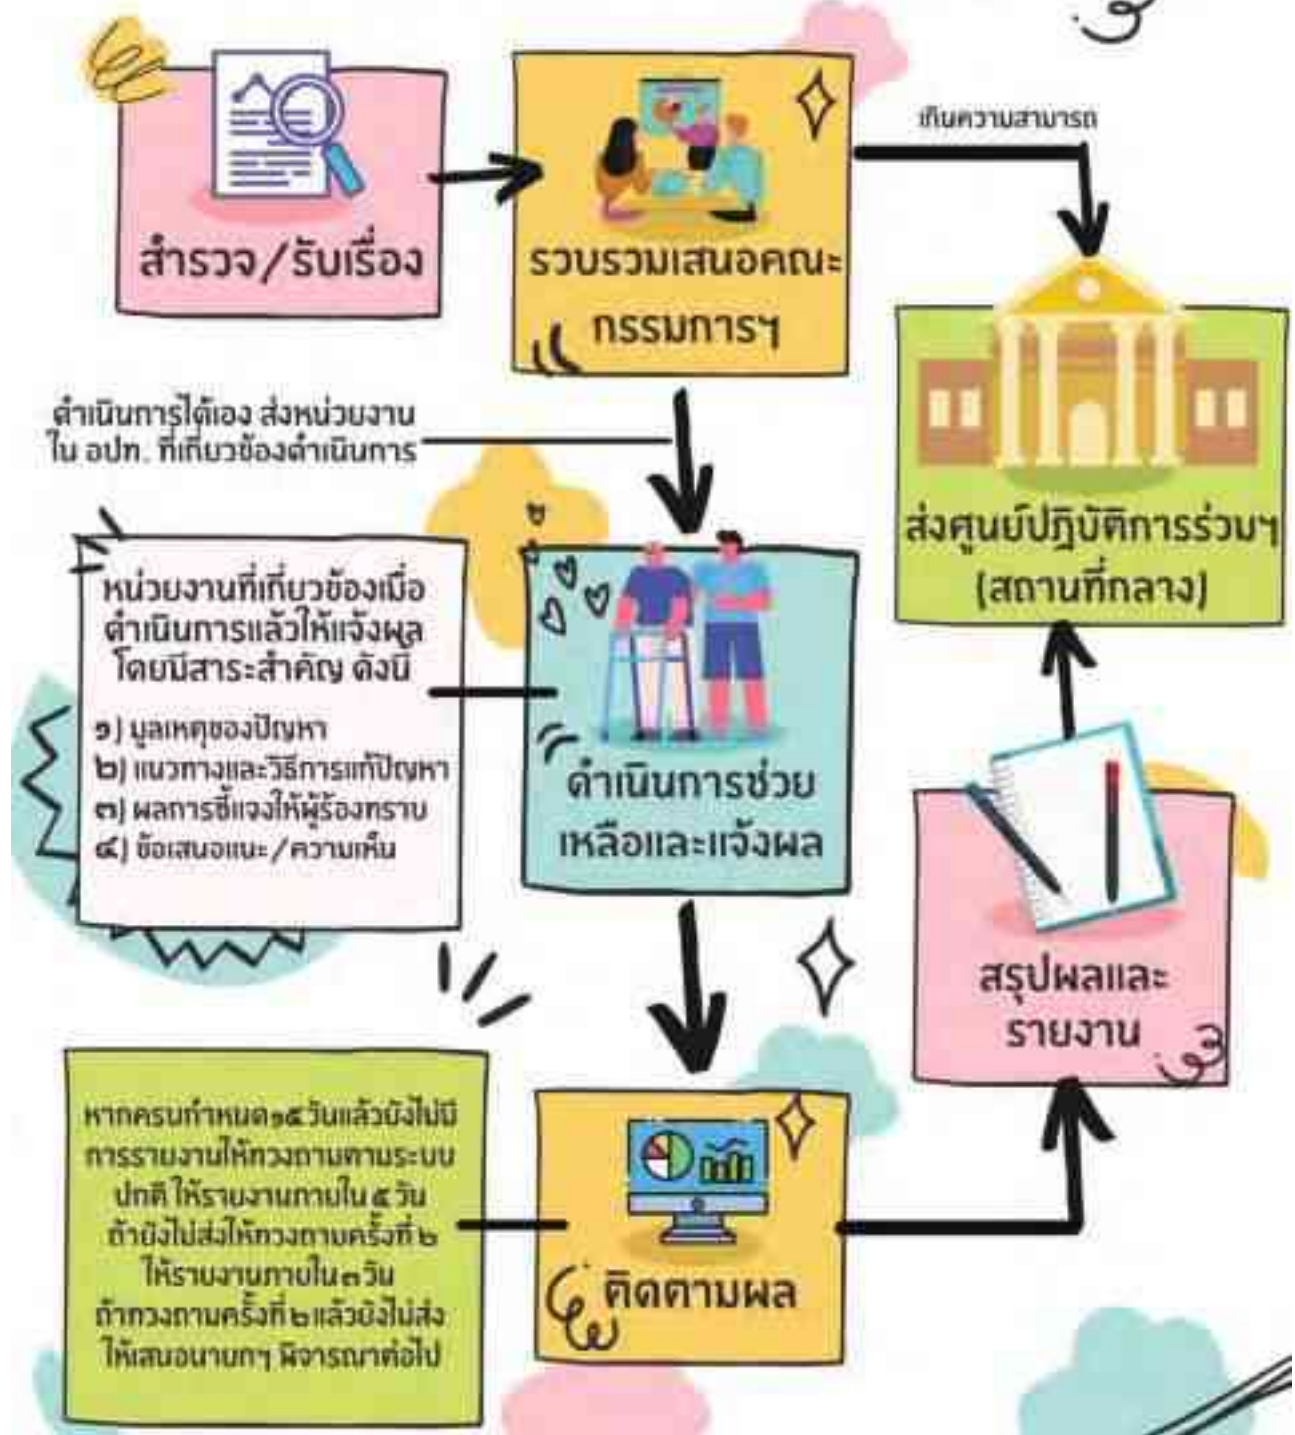 สำรวจ/รับเรื่อง
รวบรวมเสนอคณะ
กรรมการฯ
เกินความสามารถ
ส่งศูนย์ปฏิบัติการร่วมฯ
(สถานที่กลาง)
ดำเนินการได้เอง ส่งหน่วยงาน
ใน อปท. ที่เกี่ยวข้องดำเนินการ
หน่วยงานที่เกี่ยวข้องเมื่อ
ดำเนินการแล้วให้แจ้งผล
โดยมีสาระสำคัญ ดังนี้
๑) มูลเหตุของปัญหา
๒) แนวทางและวิธีการแก้ปัญหา
๓) ผลการชี้แจงให้ผู้ร้องทราบ
๔) ข้อเสนอแนะ/ความเห็น
ดำเนินการช่วย
เหลือและแจ้งผล
สรุปผลและ
รายงาน
หากครบกำหนด ๑๕ วันแล้วยังไม่มี
การรายงานให้ทวงถามตามระบบ
ปกติ ให้รายงานภายใน ๕ วัน
ถ้ายังไม่ส่งให้ทวงถามครั้งที่ ๒
ให้รายงานภายใน ๓ วัน
ถ้าทวงถามครั้งที่ ๒ แล้วยังไม่ส่ง
ให้เสนอนายกฯ พิจารณาต่อไป
ติดตามผล